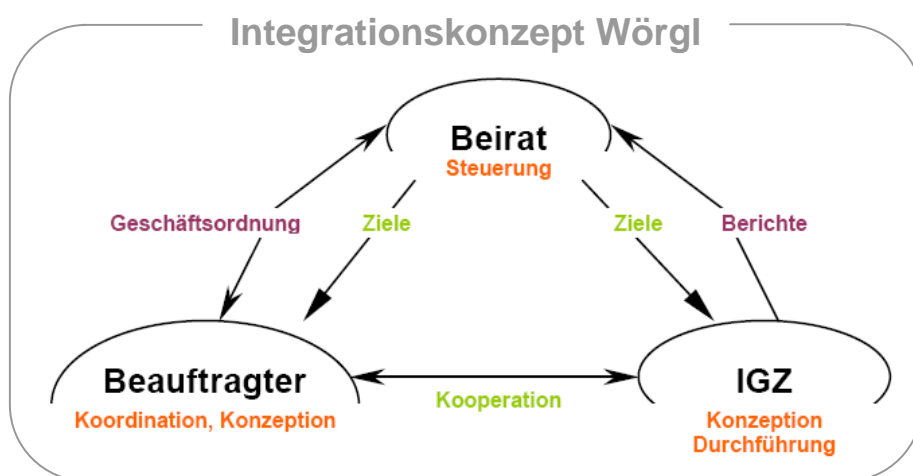 Integrationskonzept Wörgl
Beirat
Steuerung
Geschäftsordnung
Ziele
Ziele
Berichte
Beauftragter
Koordination, Konzeption
Kooperation
IGZ
Konzeption
Durchführung